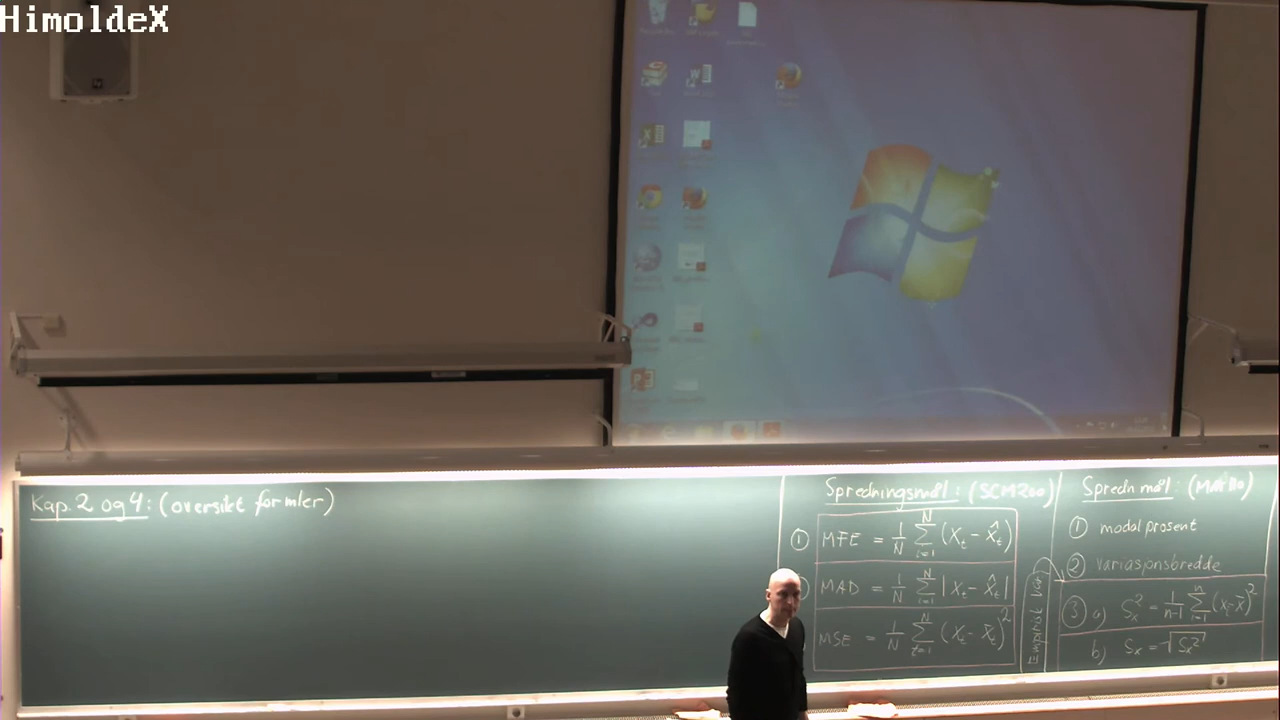 HimoldeX
Kap. 2 og 4: (oversikt formler)
Spredningsmål: (SCM200)
① MFE = 1/N Σ_{i=1}^{N} (X_t - X̂_t)
MAD = 1/N Σ_{i=1}^{N} |X_t - X̂_t|
MSE = 1/N Σ_{t=1}^{N} (X_t - X̂_t)²
Empirisk var
Spredn.mål: (MAT110)
① modal prosent
② variasjonsbredde
③ a) S_x² = 1/(n-1) Σ_{i=1}^{n} (x_i - x̄)²
b) S_x = √(S_x²)